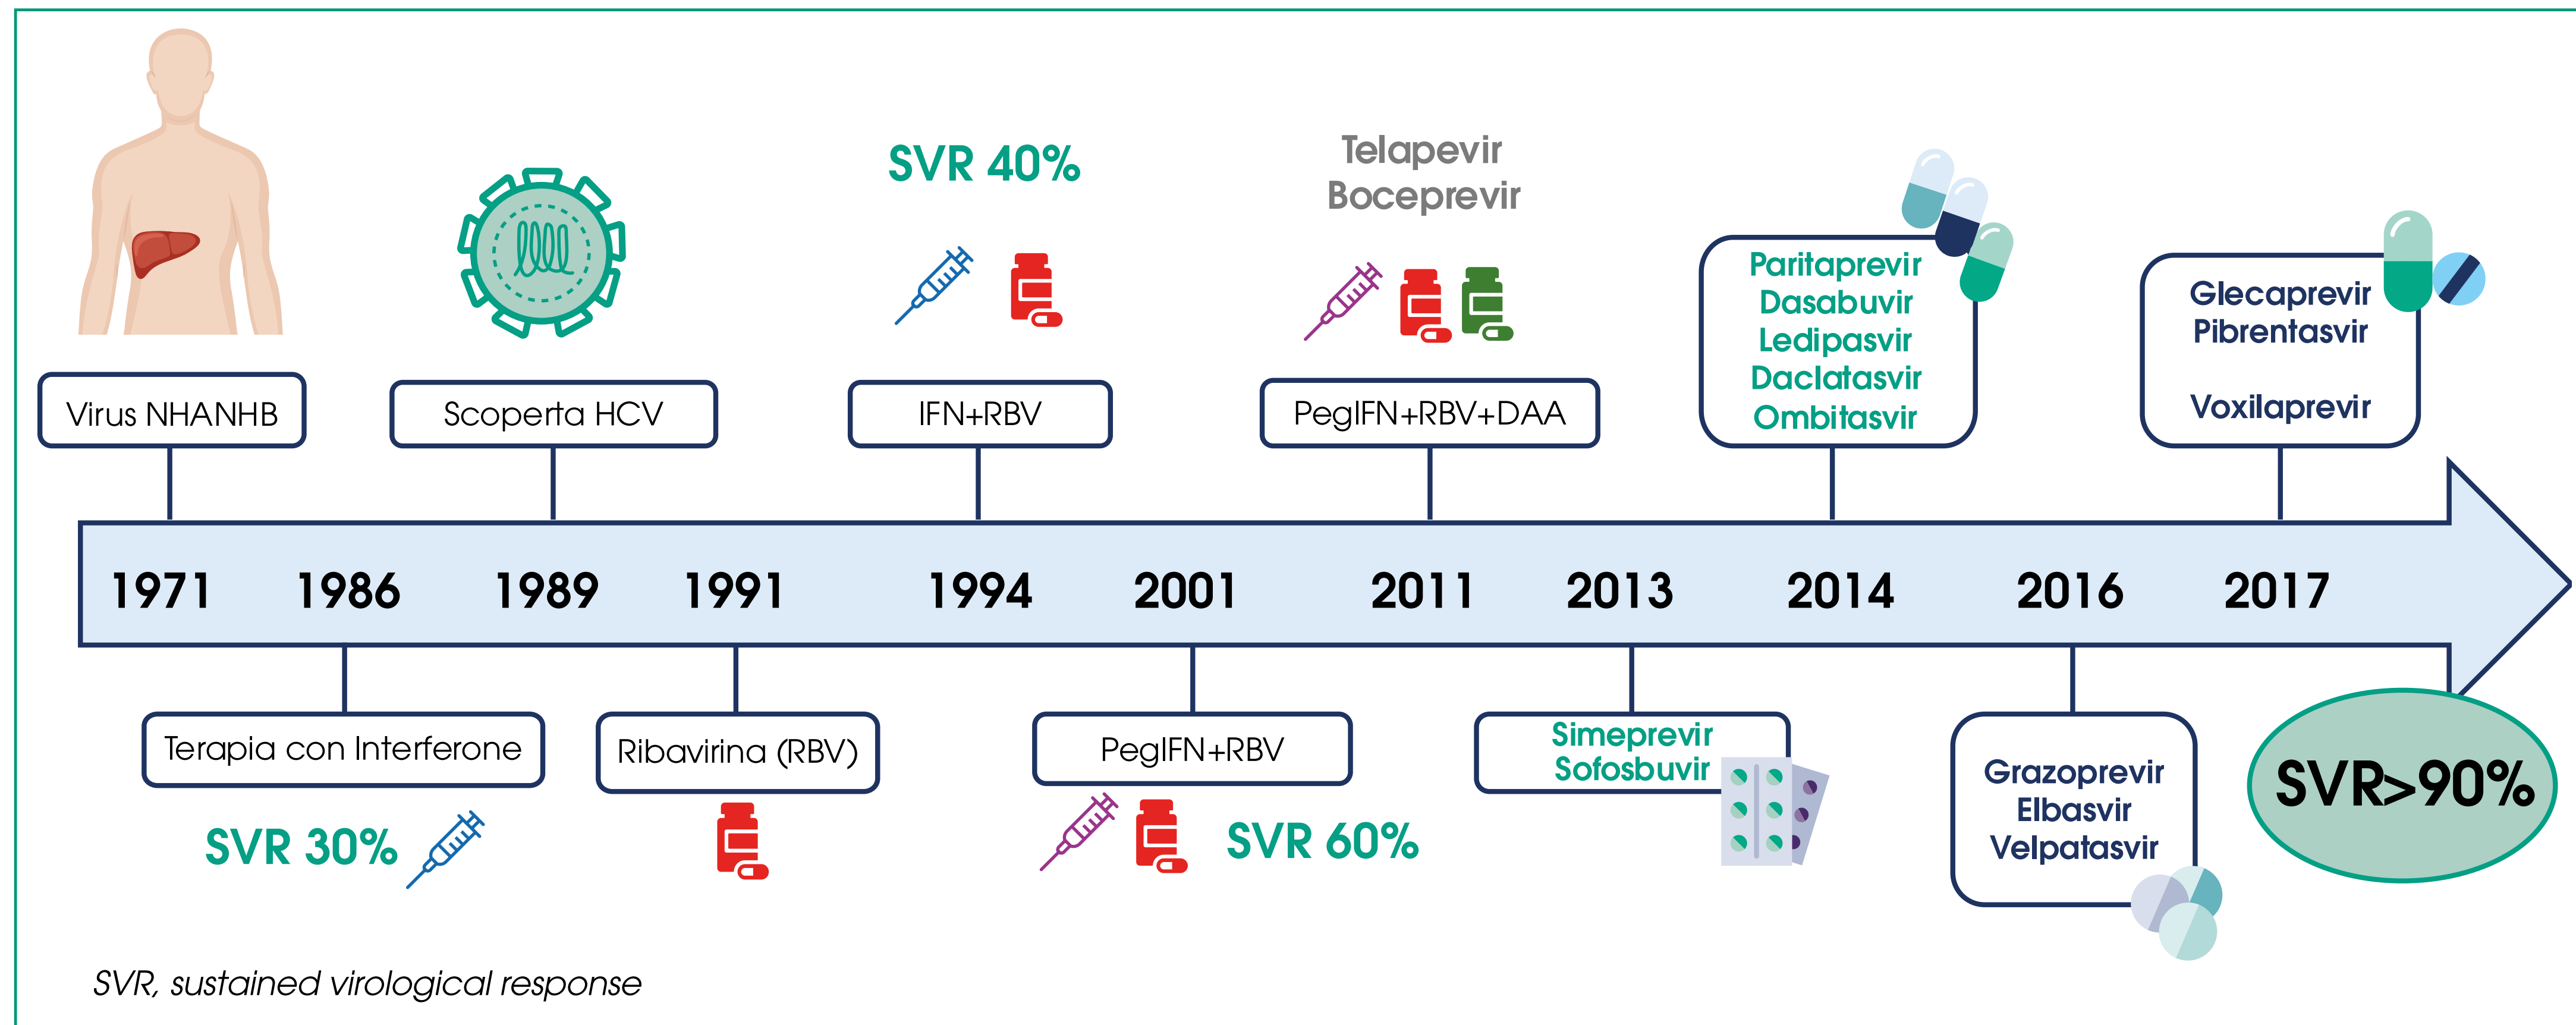 SVR 40%
Telapevir
Boceprevir
Virus NHANHB
Scoperta HCV
IFN+RBV
PegIFN+RBV+DAA
Paritaprevir
Dasabuvir
Ledipasvir
Daclatasvir
Ombitasvir
Glecaprevir
Pibrentasvir
Voxilaprevir
1971 1986 1989 1991 1994 2001 2011 2013 2014 2016 2017
Terapia con Interferone
SVR 30%
Ribavirina (RBV)
PegIFN+RBV
SVR 60%
Simeprevir
Sofosbuvir
Grazoprevir
Elbasvir
Velpatasvir
SVR>90%
SVR, sustained virological response